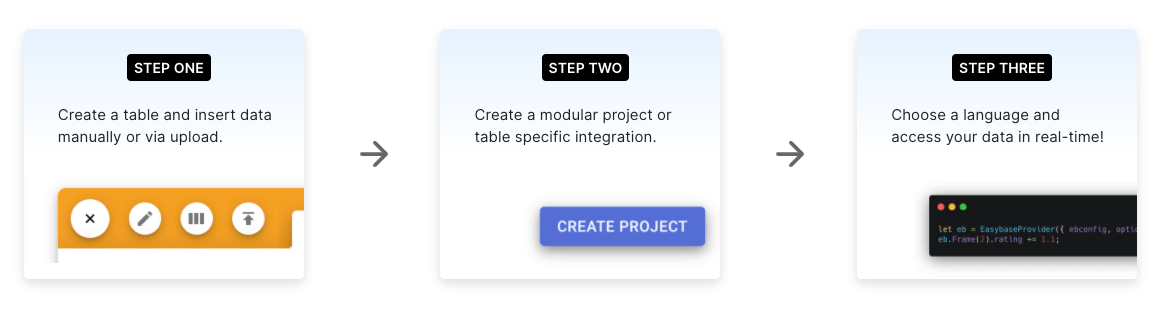 STEP ONE
Create a table and insert data
manually or via upload.
STEP TWO
Create a modular project or
table specific integration.
CREATE PROJECT
STEP THREE
Choose a language and
access your data in real-time!
let eb = EasybaseProvider({ ebconfig, optio
eb.Frame(2).rating += 1.1;